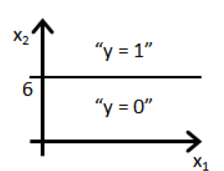 x₂
“y = 1”
6
“y = 0”
x₁